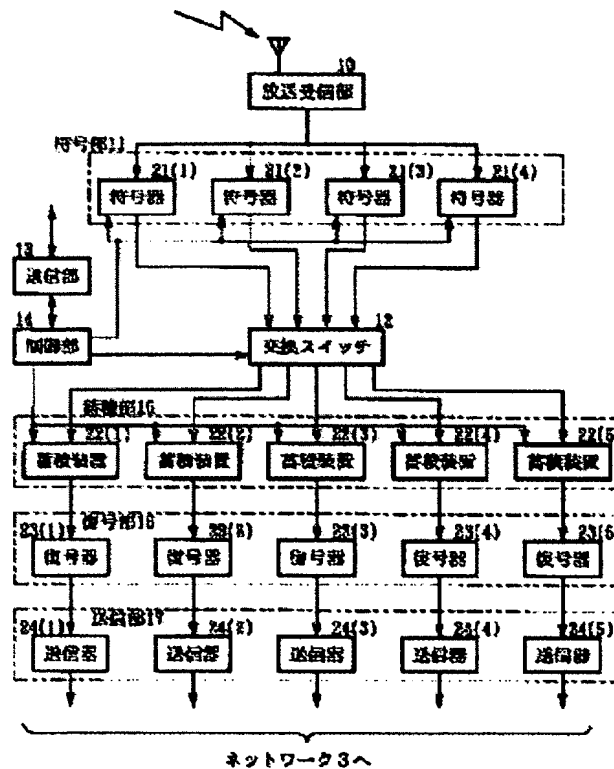 10
放送受信部
符号部11
21(1) 21(2) 21(3) 21(4)
符号器 符号器 符号器 符号器
13
送信部
14
制御部
12
交換スイッチ
蓄積部15
22(1) 22(2) 22(3) 22(4) 22(5
蓄積装置 蓄積装置 蓄積装置 蓄積装置 蓄積装置
復号部16
23(1) 23(2) 23(3) 23(4) 23(5
復号器 復号器 復号器 復号器 復号器
送信部17
24(1) 24(2) 24(3) 24(4) 24(5)
送信器 送信部 送信器 送信器 送信器
ネットワーク3へ